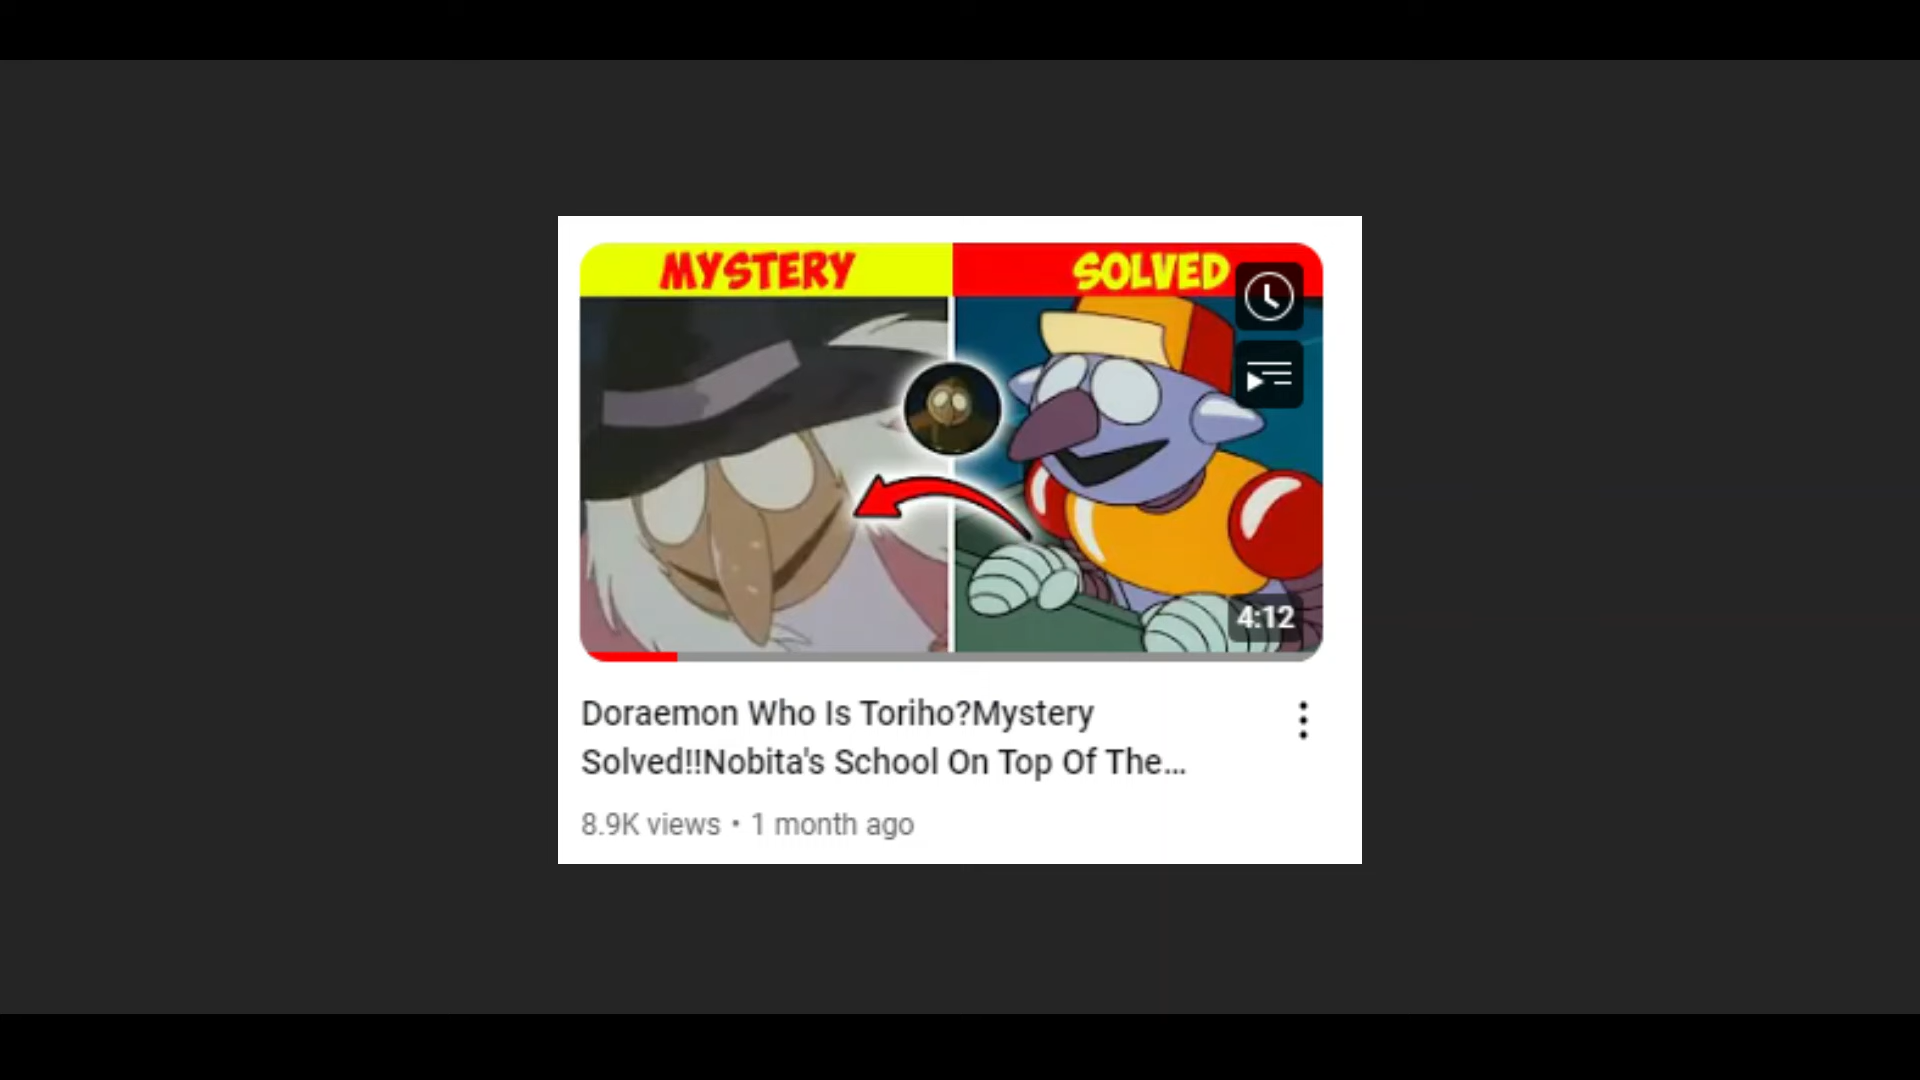 MYSTERY
SOLVED
4:12
Doraemon Who Is Toriho?Mystery
Solved!!Nobita's School On Top Of The...
8.9K views • 1 month ago